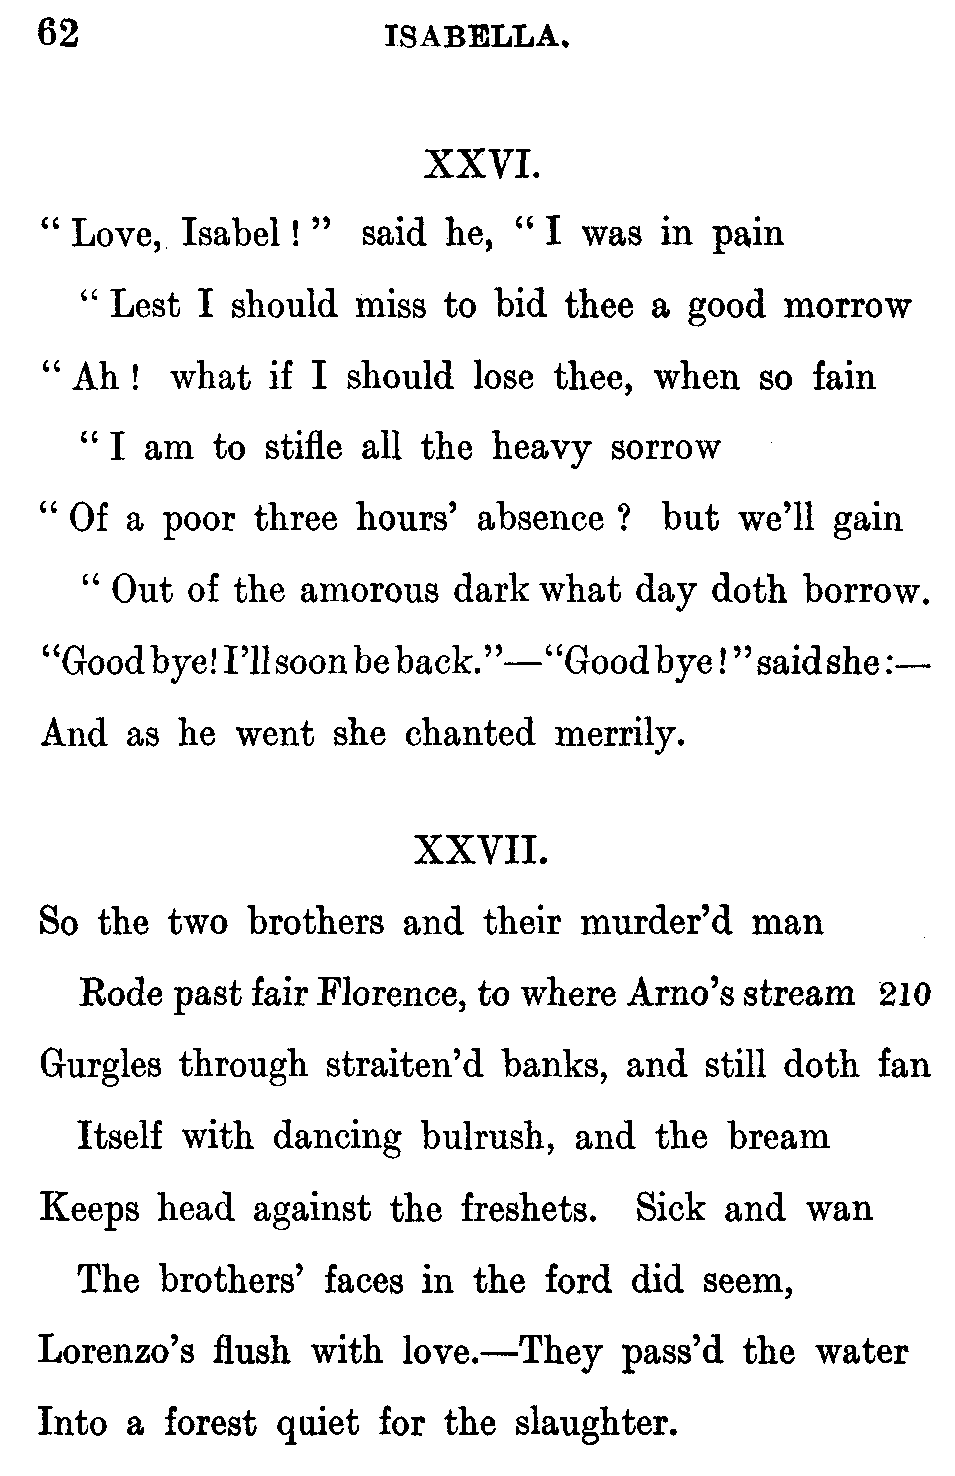 62 ISABELLA.
XXVI.
“ Love, Isabel ! ” said he, “ I was in pain
“ Lest I should miss to bid thee a good morrow
“ Ah ! what if I should lose thee, when so fain
“ I am to stifle all the heavy sorrow
“ Of a poor three hours’ absence ? but we’ll gain
“ Out of the amorous dark what day doth borrow.
“Good bye! I’ll soon be back.”—“Good bye ! ” said she :—
And as he went she chanted merrily.
XXVII.
So the two brothers and their murder’d man
Rode past fair Florence, to where Arno’s stream 210
Gurgles through straiten’d banks, and still doth fan
Itself with dancing bulrush, and the bream
Keeps head against the freshets. Sick and wan
The brothers’ faces in the ford did seem,
Lorenzo’s flush with love.—They pass’d the water
Into a forest quiet for the slaughter.